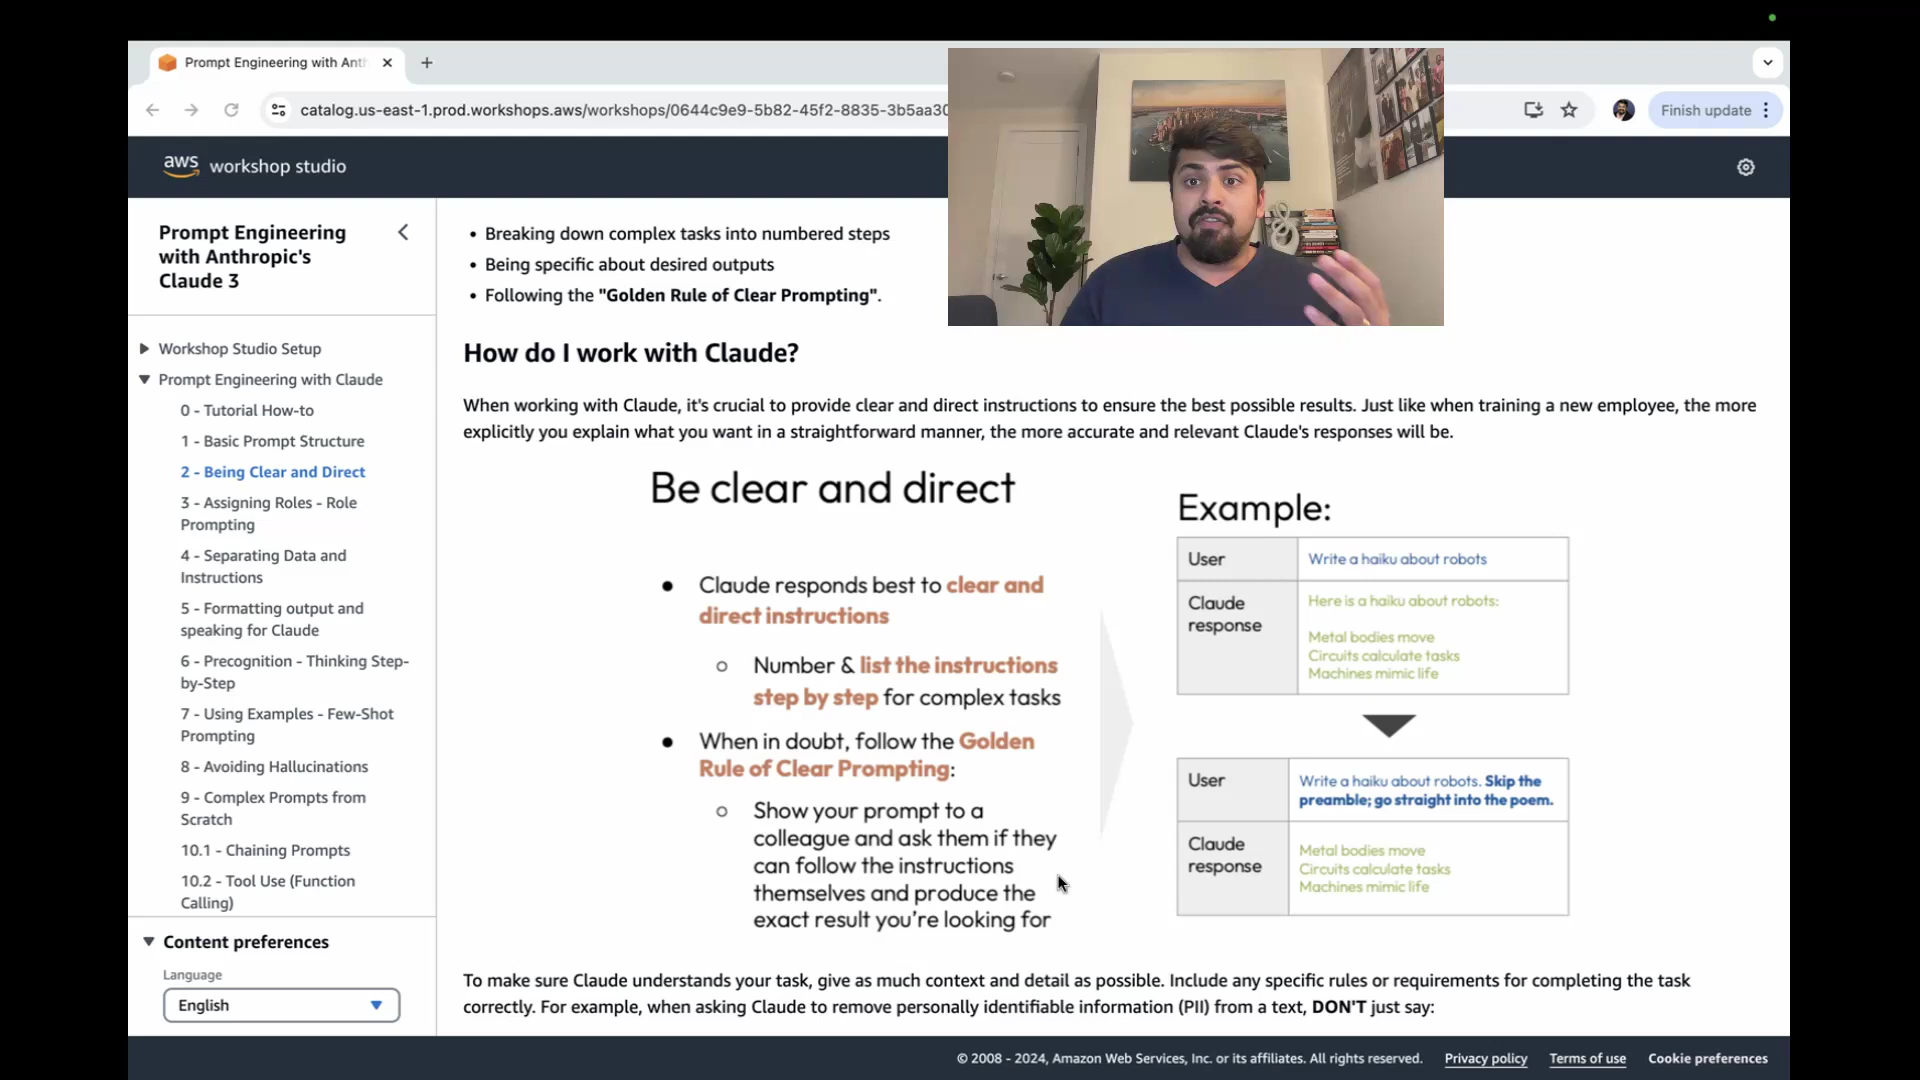 Prompt Engineering with Anth
catalog.us-east-1.prod.workshops.aws/workshops/0644c9e9-5b82-45f2-8835-3b5aa30
Finish update
aws workshop studio
Prompt Engineering
with Anthropic's
Claude 3
Workshop Studio Setup
Prompt Engineering with Claude
0 - Tutorial How-to
1 - Basic Prompt Structure
2 - Being Clear and Direct
3 - Assigning Roles - Role
Prompting
4 - Separating Data and
Instructions
5 - Formatting output and
speaking for Claude
6 - Precognition - Thinking Step-
by-Step
7 - Using Examples - Few-Shot
Prompting
8 - Avoiding Hallucinations
9 - Complex Prompts from
Scratch
10.1 - Chaining Prompts
10.2 - Tool Use (Function
Calling)
Content preferences
Language
English
• Breaking down complex tasks into numbered steps
• Being specific about desired outputs
• Following the "Golden Rule of Clear Prompting".
How do I work with Claude?
When working with Claude, it's crucial to provide clear and direct instructions to ensure the best possible results. Just like when training a new employee, the more
explicitly you explain what you want in a straightforward manner, the more accurate and relevant Claude's responses will be.
Be clear and direct
● Claude responds best to clear and
direct instructions
○ Number & list the instructions
step by step for complex tasks
● When in doubt, follow the Golden
Rule of Clear Prompting:
○ Show your prompt to a
colleague and ask them if they
can follow the instructions
themselves and produce the
exact result you're looking for
Example:
User
Write a haiku about robots
Claude
response
Here is a haiku about robots:
Metal bodies move
Circuits calculate tasks
Machines mimic life
User
Write a haiku about robots. Skip the
preamble; go straight into the poem.
Claude
response
Metal bodies move
Circuits calculate tasks
Machines mimic life
To make sure Claude understands your task, give as much context and detail as possible. Include any specific rules or requirements for completing the task
correctly. For example, when asking Claude to remove personally identifiable information (PII) from a text, DON'T just say:
© 2008 - 2024, Amazon Web Services, Inc. or its affiliates. All rights reserved. Privacy policy Terms of use Cookie preferences